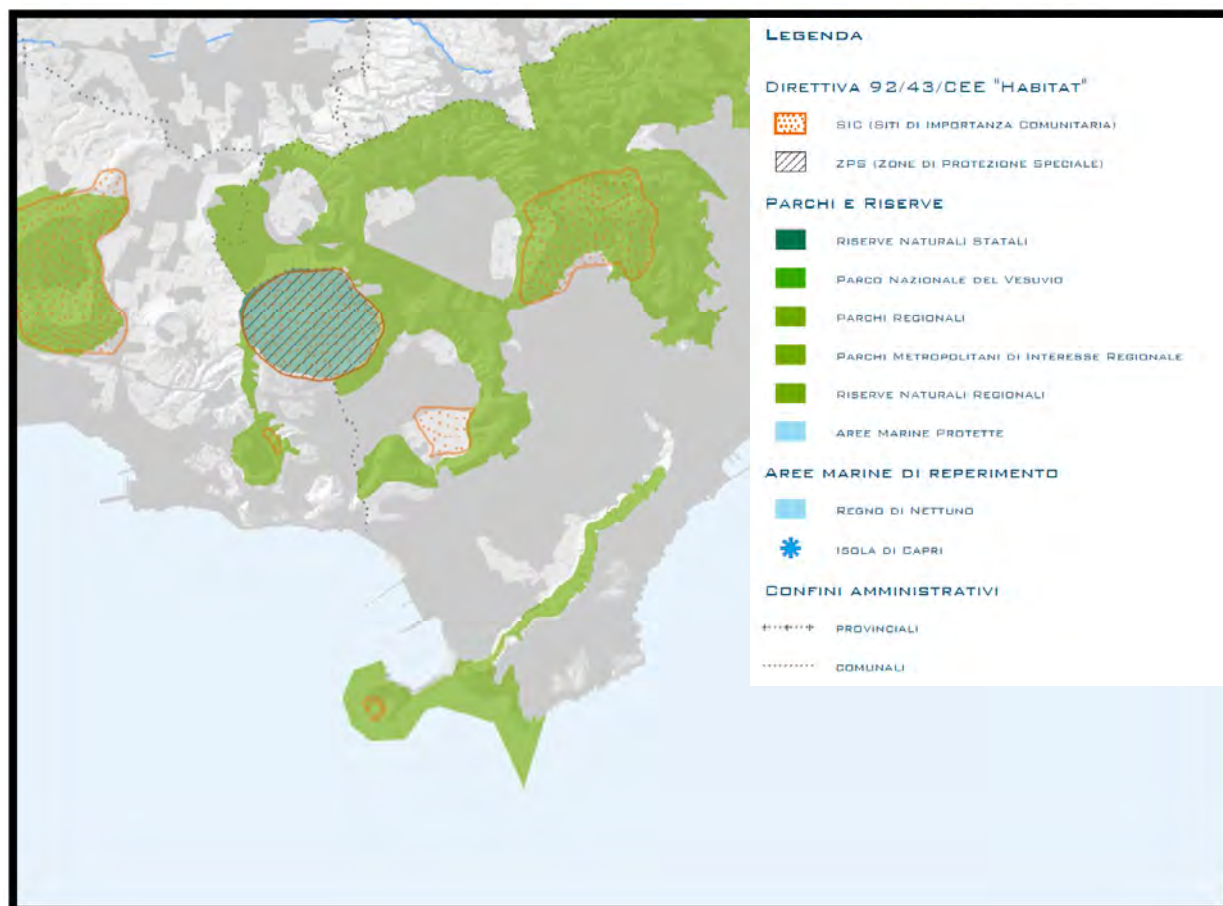 LEGENDA
DIRETTIVA 92/43/CEE "HABITAT"
SIC (SITI DI IMPORTANZA COMUNITARIA)
ZPS (ZONE DI PROTEZIONE SPECIALE)
PARCHI E RISERVE
RISERVE NATURALI STATALI
PARCO NAZIONALE DEL VESUVIO
PARCHI REGIONALI
PARCHI METROPOLITANI DI INTERESSE REGIONALE
RISERVE NATURALI REGIONALI
AREE MARINE PROTETTE
AREE MARINE DI REPERIMENTO
REGNO DI NETTUNO
ISOLA DI CAPRI
CONFINI AMMINISTRATIVI
PROVINCIALI
COMUNALI